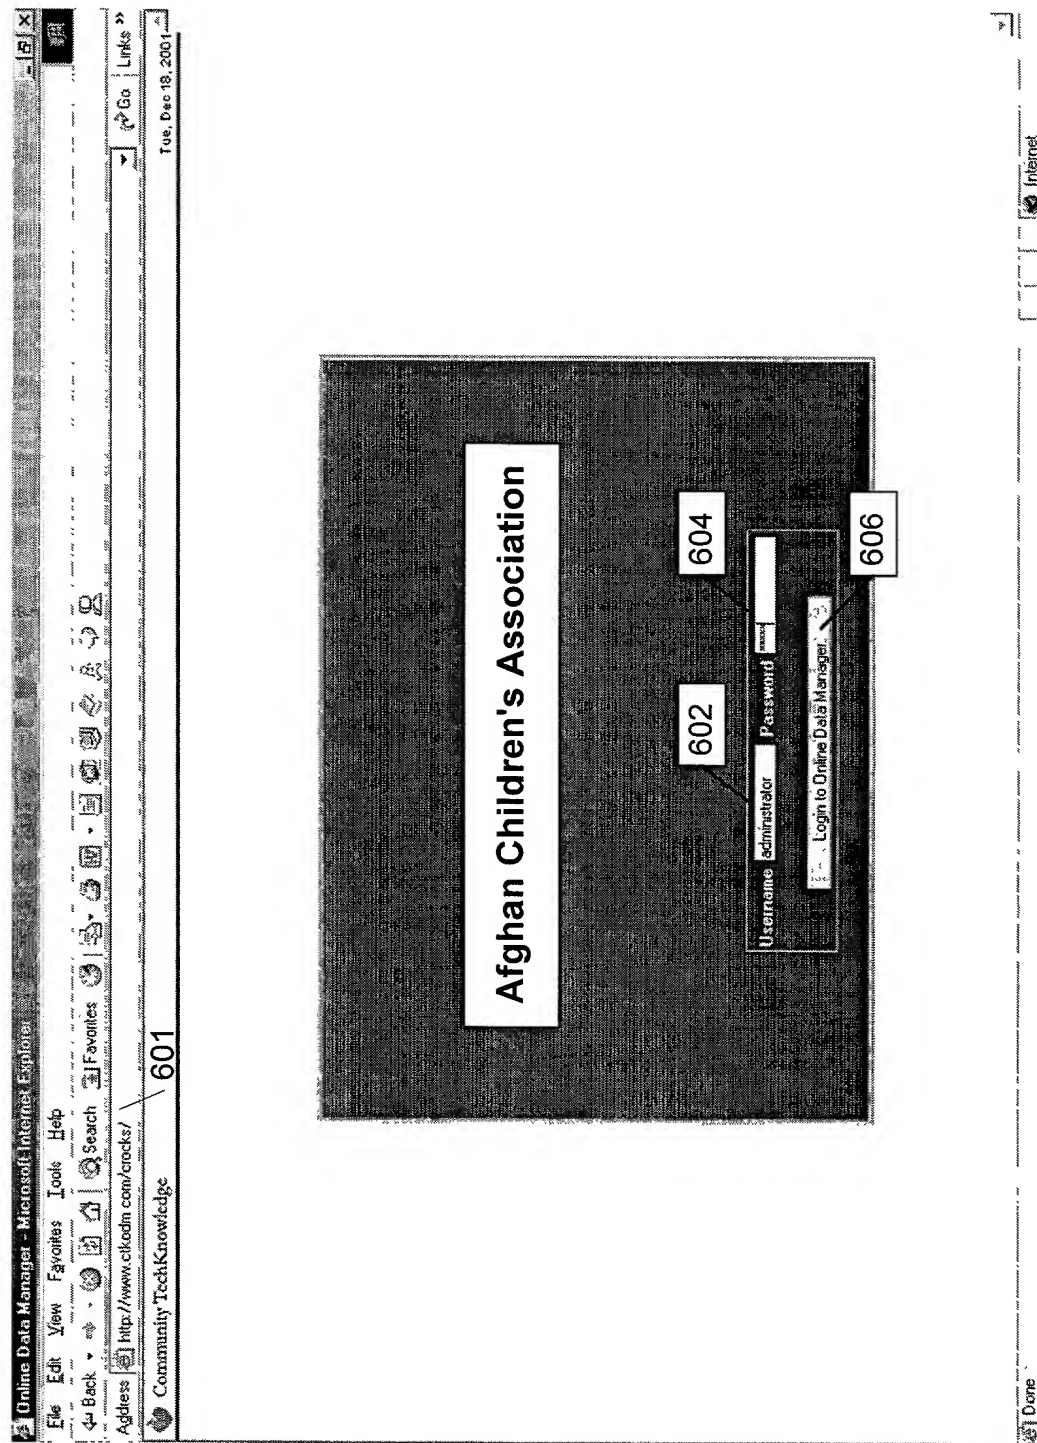 Online Data Manager - Microsoft Internet Explorer
File Edit View Favorites Tools Help
Back Search Favorites
Address http://www.ctkodm.com/crocks/ Go Links »
601
Community TechKnowledge Tue, Dec 18, 2001
Afghan Children's Association
602 604
Username administrator Password *****
Login to Online Data Manager
606
Done Internet